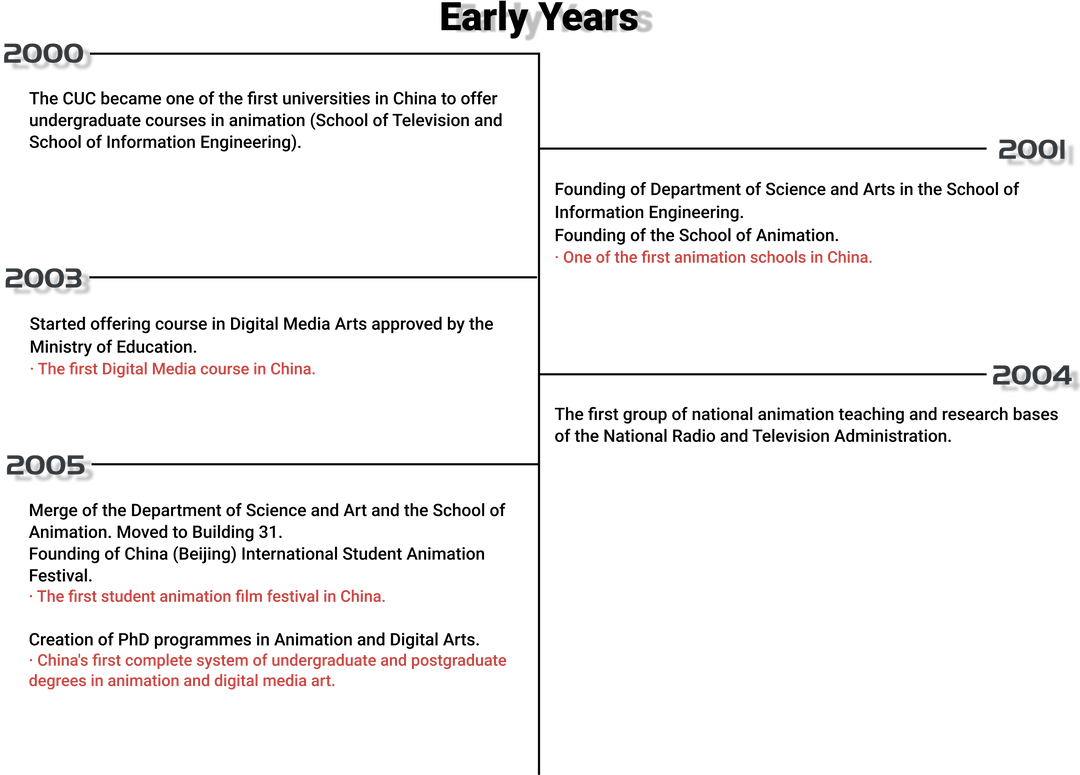 Early Years
2000
The CUC became one of the first universities in China to offer
undergraduate courses in animation (School of Television and
School of Information Engineering).
2001
Founding of Department of Science and Arts in the School of
Information Engineering.
Founding of the School of Animation.
· One of the first animation schools in China.
2003
Started offering course in Digital Media Arts approved by the
Ministry of Education.
· The first Digital Media course in China.
2004
The first group of national animation teaching and research bases
of the National Radio and Television Administration.
2005
Merge of the Department of Science and Art and the School of
Animation. Moved to Building 31.
Founding of China (Beijing) International Student Animation
Festival.
· The first student animation film festival in China.
Creation of PhD programmes in Animation and Digital Arts.
· China's first complete system of undergraduate and postgraduate
degrees in animation and digital media art.